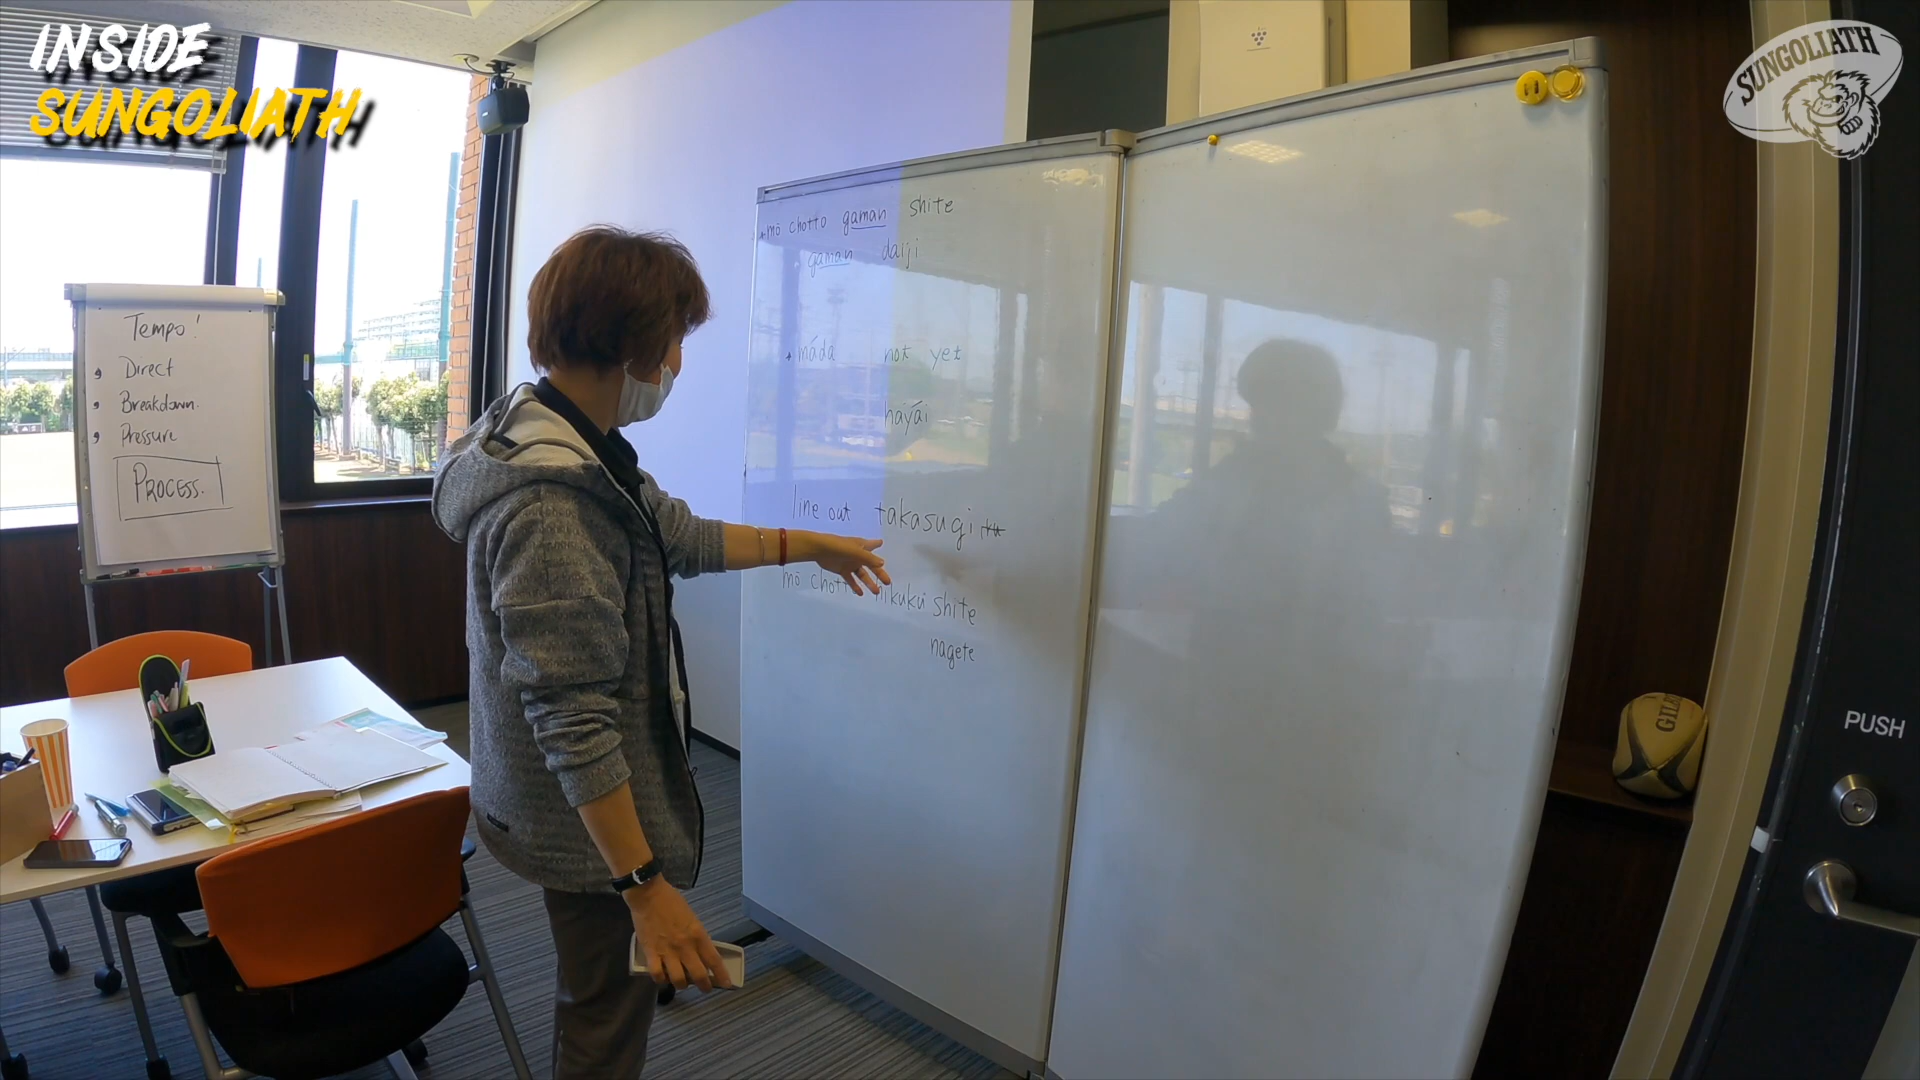 INSIDE
SUNGOLIATH
SUNGOLIATH
Tempo!
Direct
Breakdown.
Pressure
PROCESS.
mō chotto gaman shite
gaman daiji
máda not yet
hayái
line out takasugi
mō chotto hikuku shite
nagete
PUSH